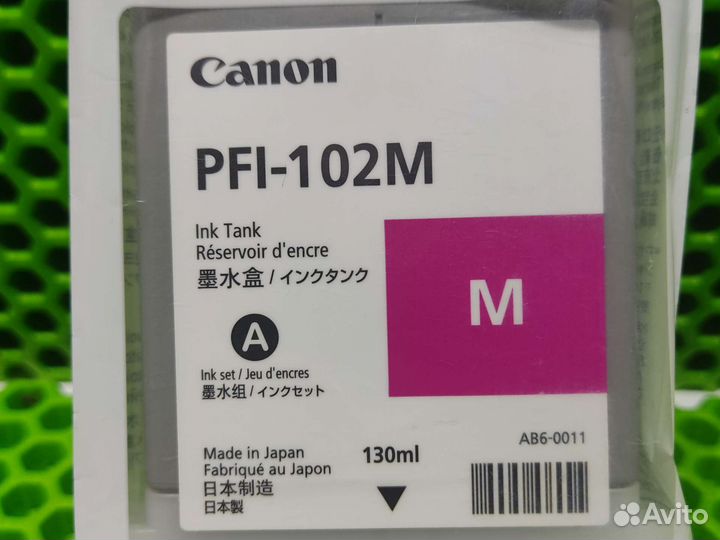 Canon
PFI-102M
Ink Tank
Réservoir d'encre
墨水盒/インクタンク
M
A
Ink set / Jeu d'encres
墨水组/インクセット
Made in Japan
Fabriqué au Japon
日本制造
日本製
130ml
AB6-0011
Avito